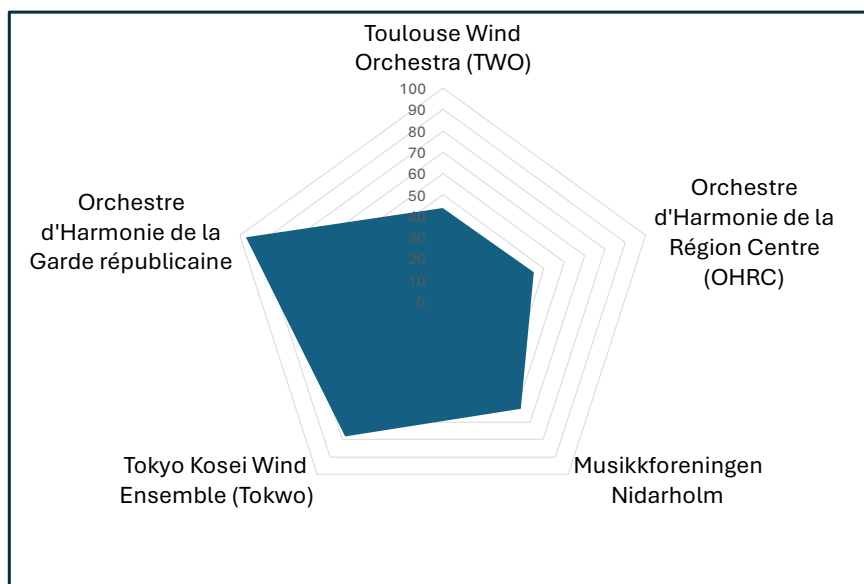 Toulouse Wind
Orchestra (TWO)
100
90
80
70
60
50
40
30
20
10
0
Orchestre
d'Harmonie de la
Région Centre
(OHRC)
Musikkforeningen
Nidarholm
Tokyo Kosei Wind
Ensemble (Tokwo)
Orchestre
d'Harmonie de la
Garde républicaine